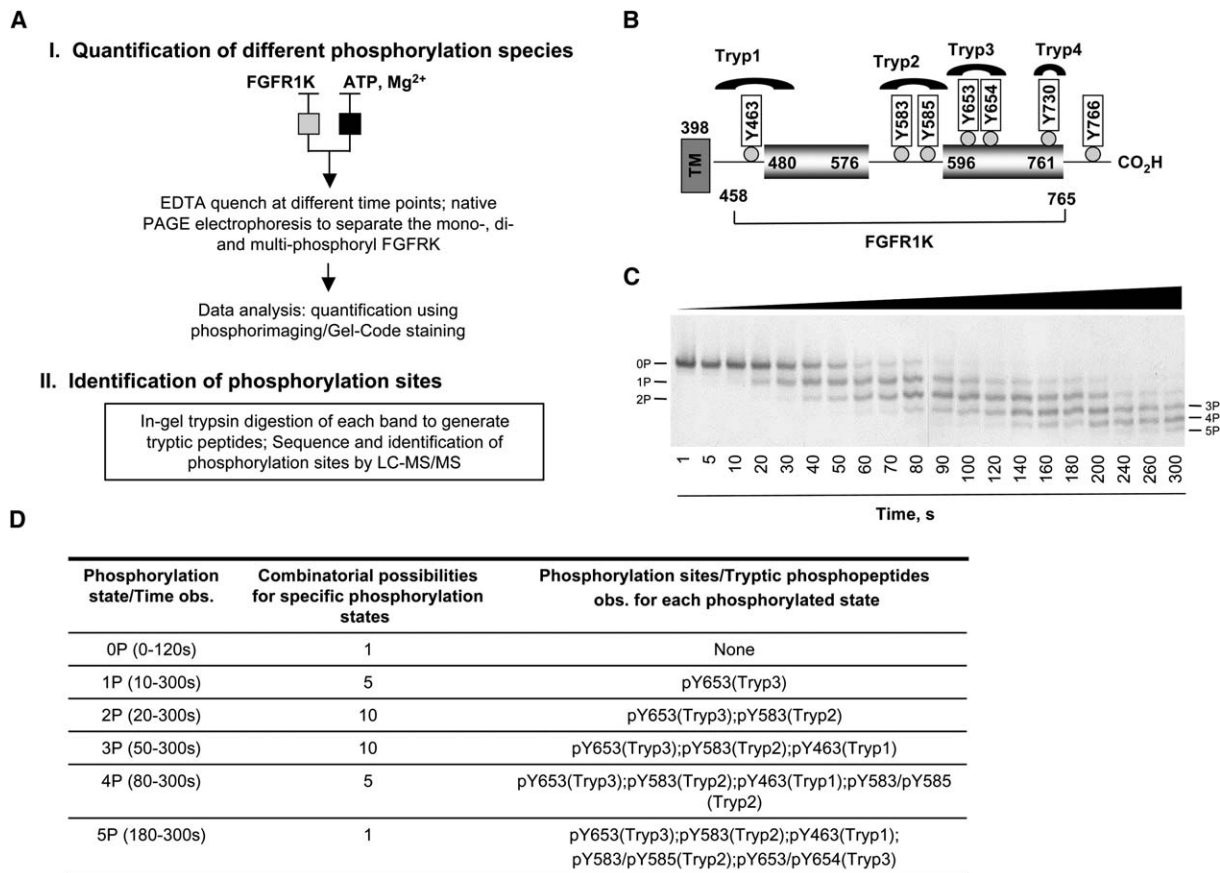 A
I. Quantification of different phosphorylation species
FGFR1K
ATP, Mg²⁺
EDTA quench at different time points; native
PAGE electrophoresis to separate the mono-, di-
and multi-phosphoryl FGFRK
Data analysis: quantification using
phosphorimaging/Gel-Code staining
II. Identification of phosphorylation sites
In-gel trypsin digestion of each band to generate
tryptic peptides; Sequence and identification of
phosphorylation sites by LC-MS/MS
B
Tryp1
Tryp2
Tryp3
Tryp4
Y463
Y583
Y585
Y653
Y654
Y730
Y766
398
TM
480
576
596
761
CO₂H
458
765
FGFR1K
C
0P
1P
2P
3P
4P
5P
1 5 10 20 30 40 50 60 70 80 90 100 120 140 160 180 200 240 260 300
Time, s
D
Phosphorylation
state/Time obs.
Combinatorial possibilities
for specific phosphorylation
states
Phosphorylation sites/Tryptic phosphopeptides
obs. for each phosphorylated state
0P (0-120s) 1 None
1P (10-300s) 5 pY653(Tryp3)
2P (20-300s) 10 pY653(Tryp3);pY583(Tryp2)
3P (50-300s) 10 pY653(Tryp3);pY583(Tryp2);pY463(Tryp1)
4P (80-300s) 5 pY653(Tryp3);pY583(Tryp2);pY463(Tryp1);pY583/pY585
(Tryp2)
5P (180-300s) 1 pY653(Tryp3);pY583(Tryp2);pY463(Tryp1);
pY583/pY585(Tryp2);pY653/pY654(Tryp3)